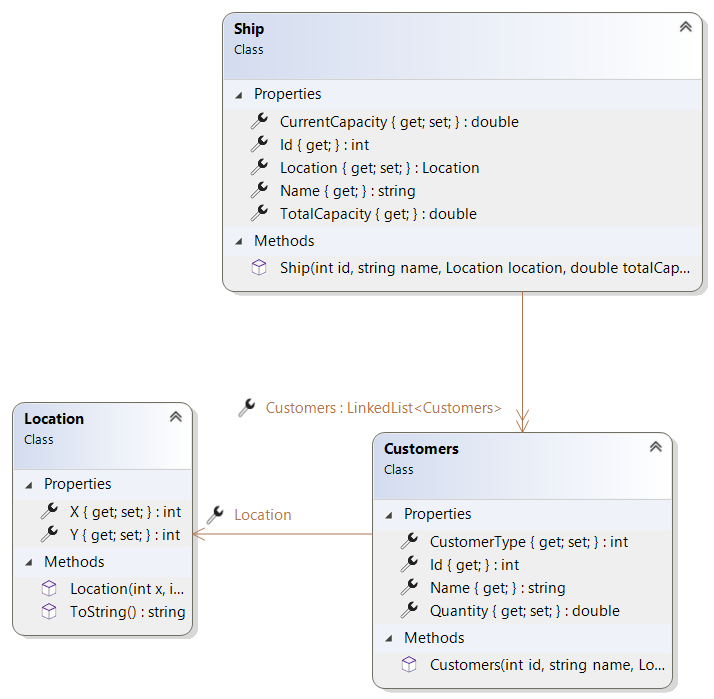 Ship
Class
Properties
CurrentCapacity { get; set; } : double
Id { get; } : int
Location { get; set; } : Location
Name { get; } : string
TotalCapacity { get; } : double
Methods
Ship(int id, string name, Location location, double totalCap...
Customers : LinkedList<Customers>
Location
Class
Properties
X { get; set; } : int
Y { get; set; } : int
Methods
Location(int x, i...
ToString() : string
Location
Customers
Class
Properties
CustomerType { get; set; } : int
Id { get; } : int
Name { get; } : string
Quantity { get; set; } : double
Methods
Customers(int id, string name, Lo...